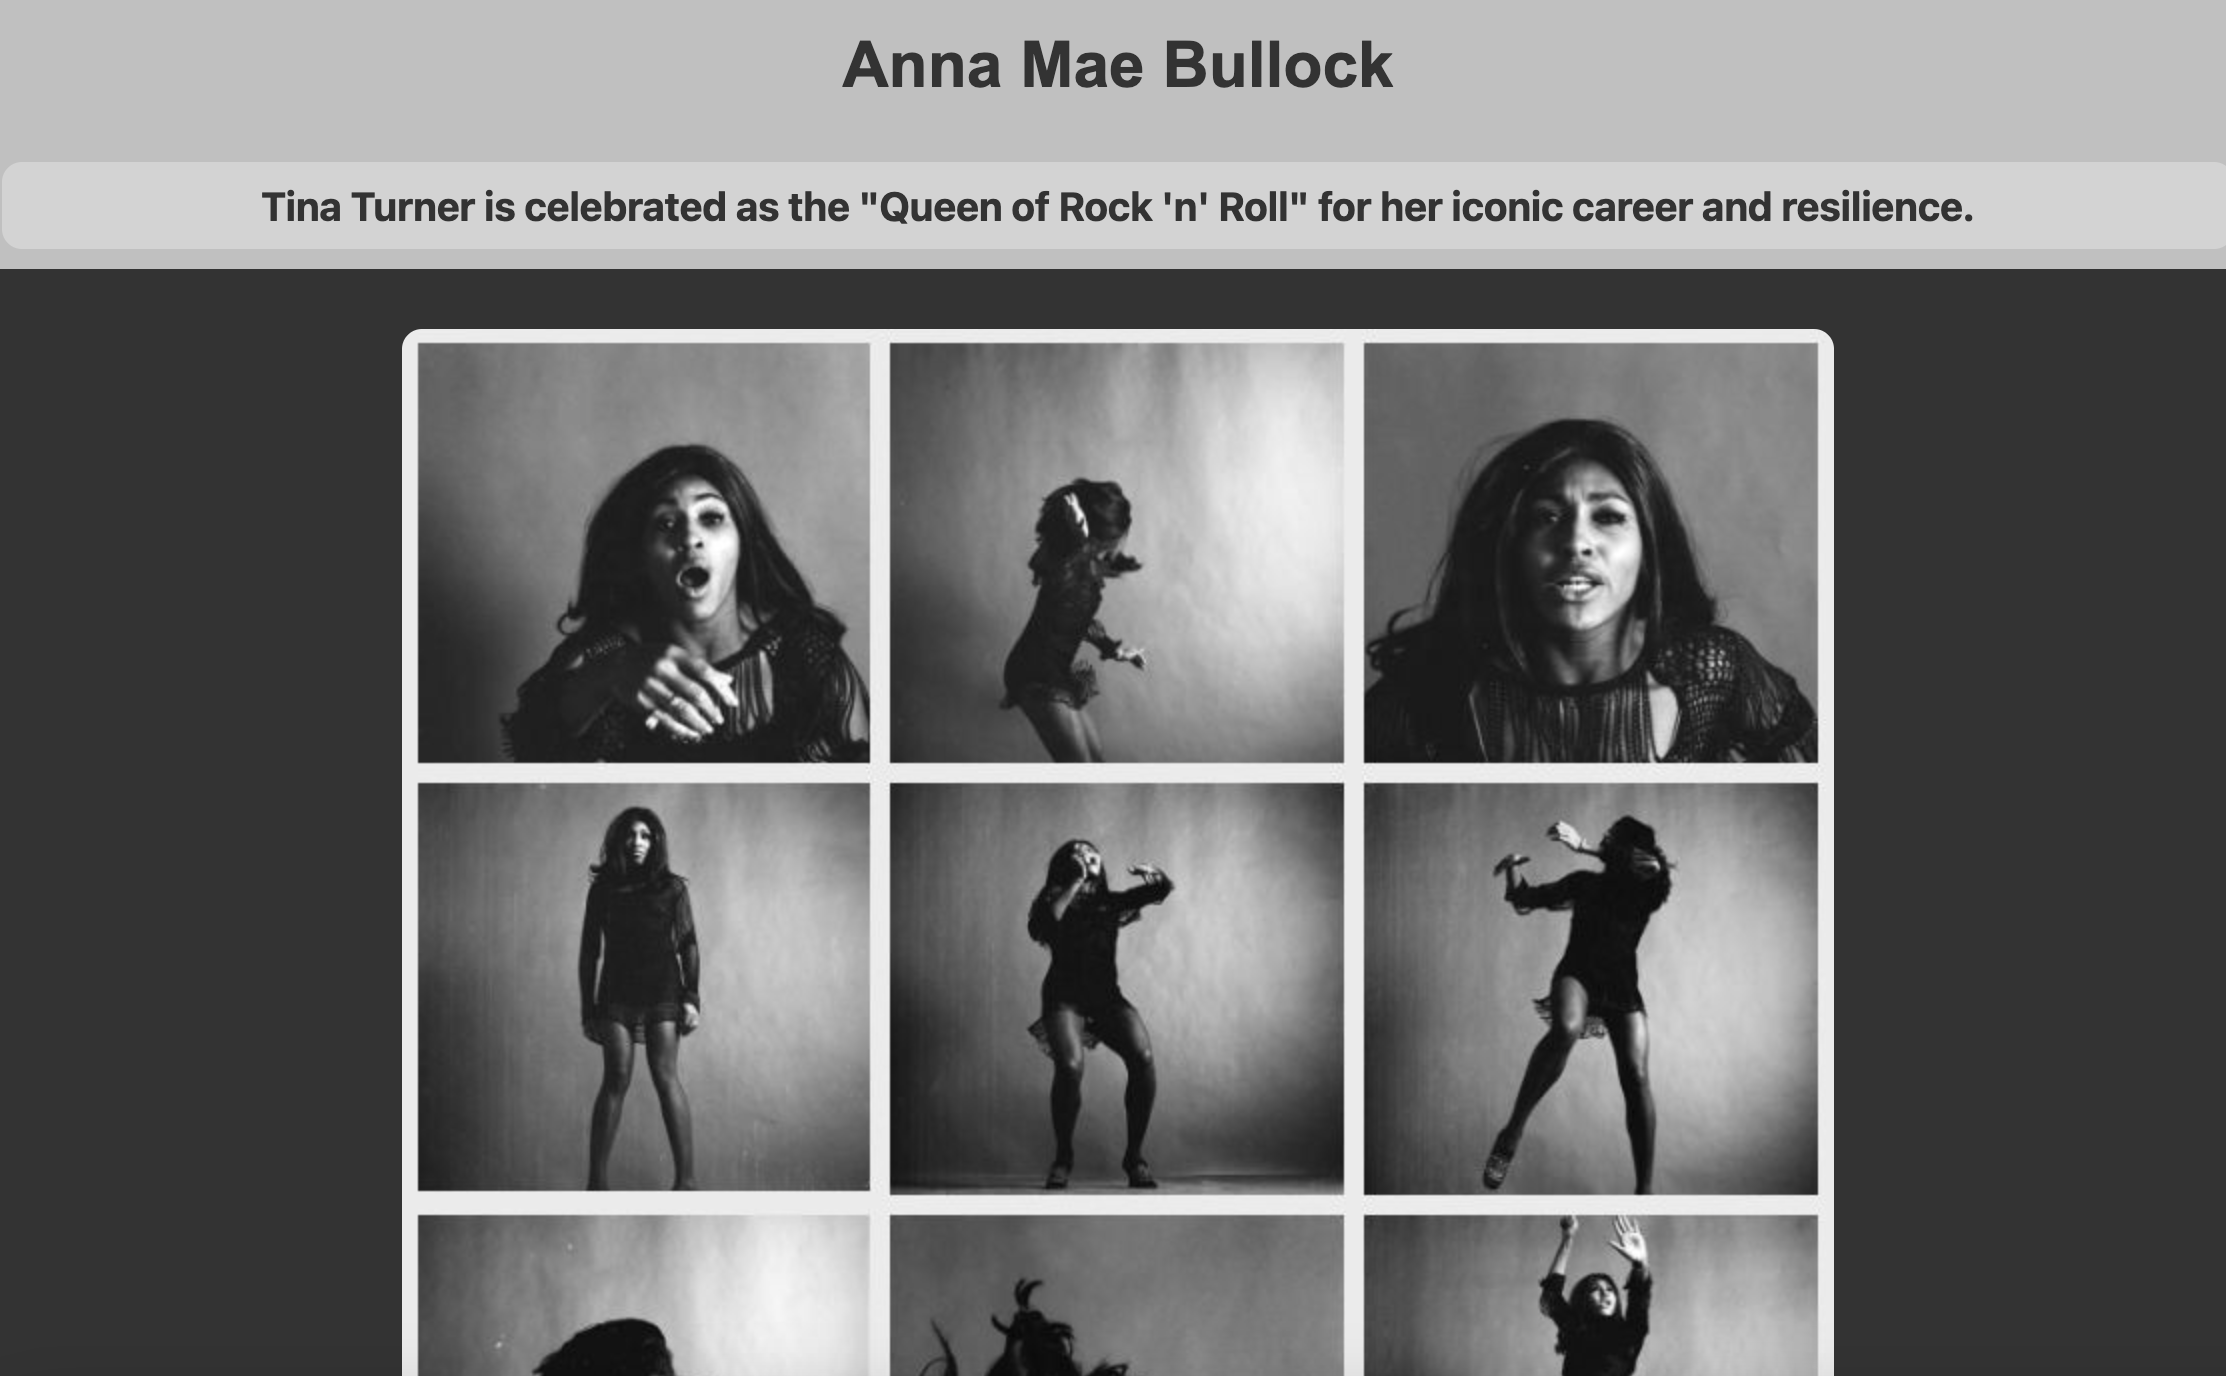 Anna Mae Bullock
Tina Turner is celebrated as the "Queen of Rock 'n' Roll" for her iconic career and resilience.